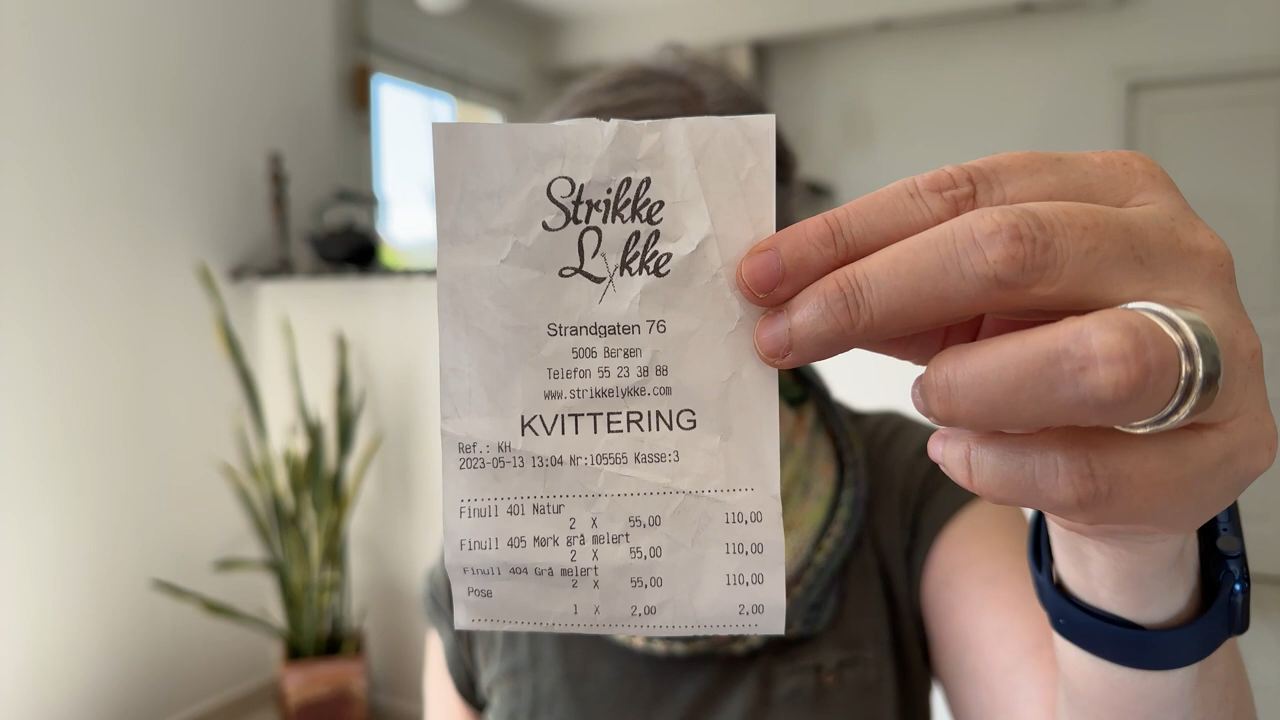 Strikke
Lykke
Strandgaten 76
5006 Bergen
Telefon 55 23 38 88
www.strikkelykke.com
KVITTERING
Ref.: KH
2023-05-13 13:04 Nr:105565 Kasse:3
Finull 401 Natur
2 X 55,00 110,00
Finull 405 Mørk grå melert
2 X 55,00 110,00
Finull 404 Grå melert
2 X 55,00 110,00
Pose
1 X 2,00 2,00